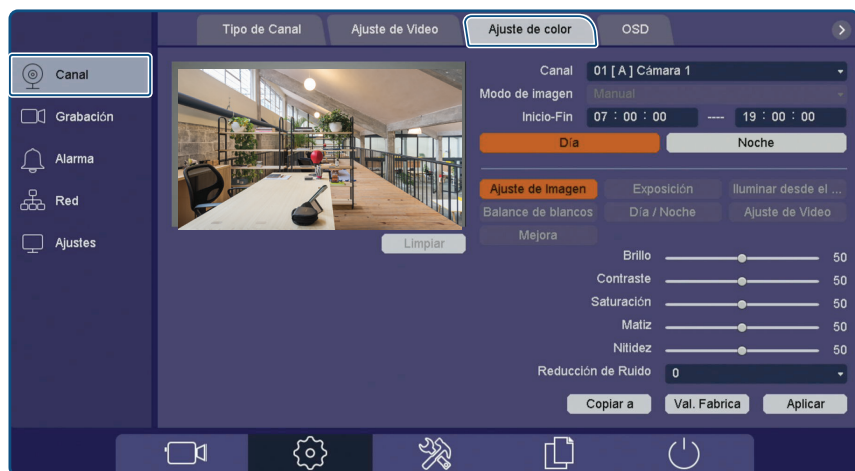 Tipo de Canal Ajuste de Video Ajuste de color OSD
Canal
Grabación
Alarma
Red
Ajustes
Limpiar
Canal 01 [ A ] Cámara 1
Modo de imagen Manual
Inicio-Fin 07 : 00 : 00 ---- 19 : 00 : 00
Día Noche
Ajuste de Imagen Exposición Iluminar desde el ...
Balance de blancos Día / Noche Ajuste de Video
Mejora
Brillo 50
Contraste 50
Saturación 50
Matiz 50
Nitidez 50
Reducción de Ruido 0
Copiar a Val. Fabrica Aplicar